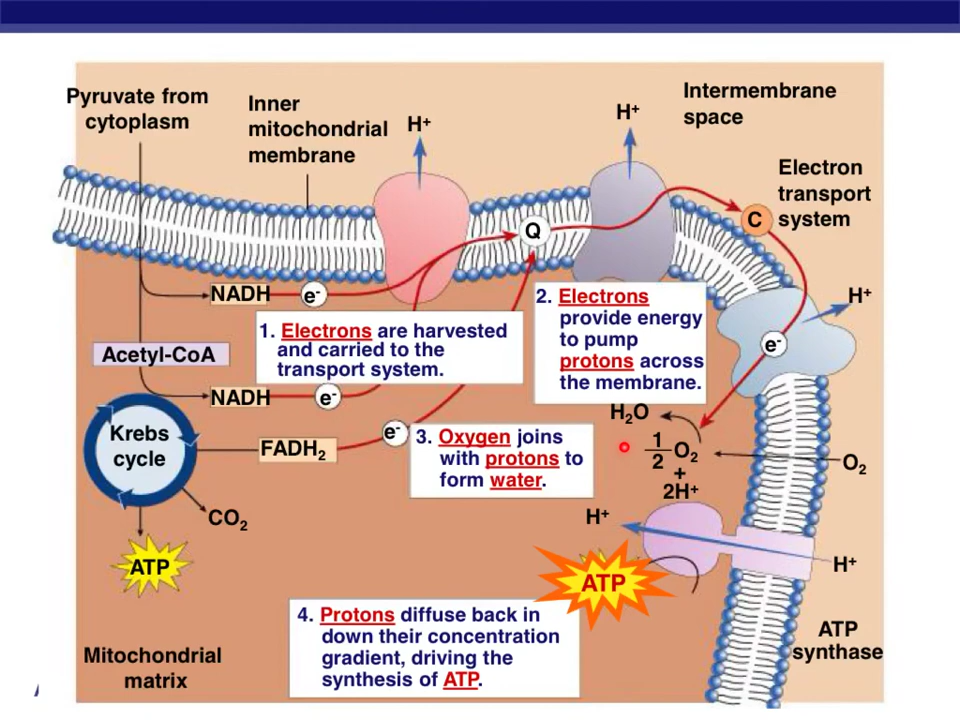 Pyruvate from
cytoplasm
Inner
mitochondrial
membrane
H+
H+
Intermembrane
space
Electron
transport
system
C
Q
NADH
e-
H+
1. Electrons are harvested
and carried to the
transport system.
2. Electrons
provide energy
to pump
protons across
the membrane.
e-
Acetyl-CoA
NADH
e-
Krebs
cycle
FADH2
e-
3. Oxygen joins
with protons to
form water.
H2O
1
2
O2
+
2H+
O2
CO2
H+
ATP
ATP
H+
4. Protons diffuse back in
down their concentration
gradient, driving the
synthesis of ATP.
ATP
synthase
Mitochondrial
matrix